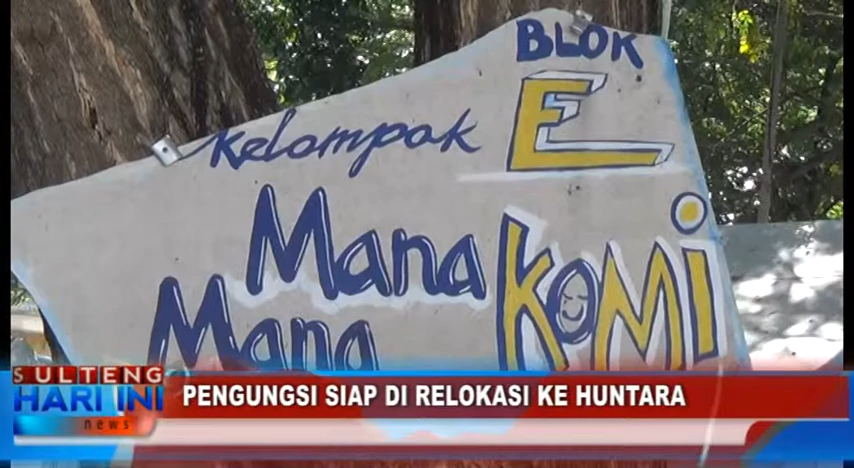 BLOK
E
Kelompok
Mana
Mana
KOMi
SULTENG
HARI INI
news
PENGUNGSI SIAP DI RELOKASI KE HUNTARA